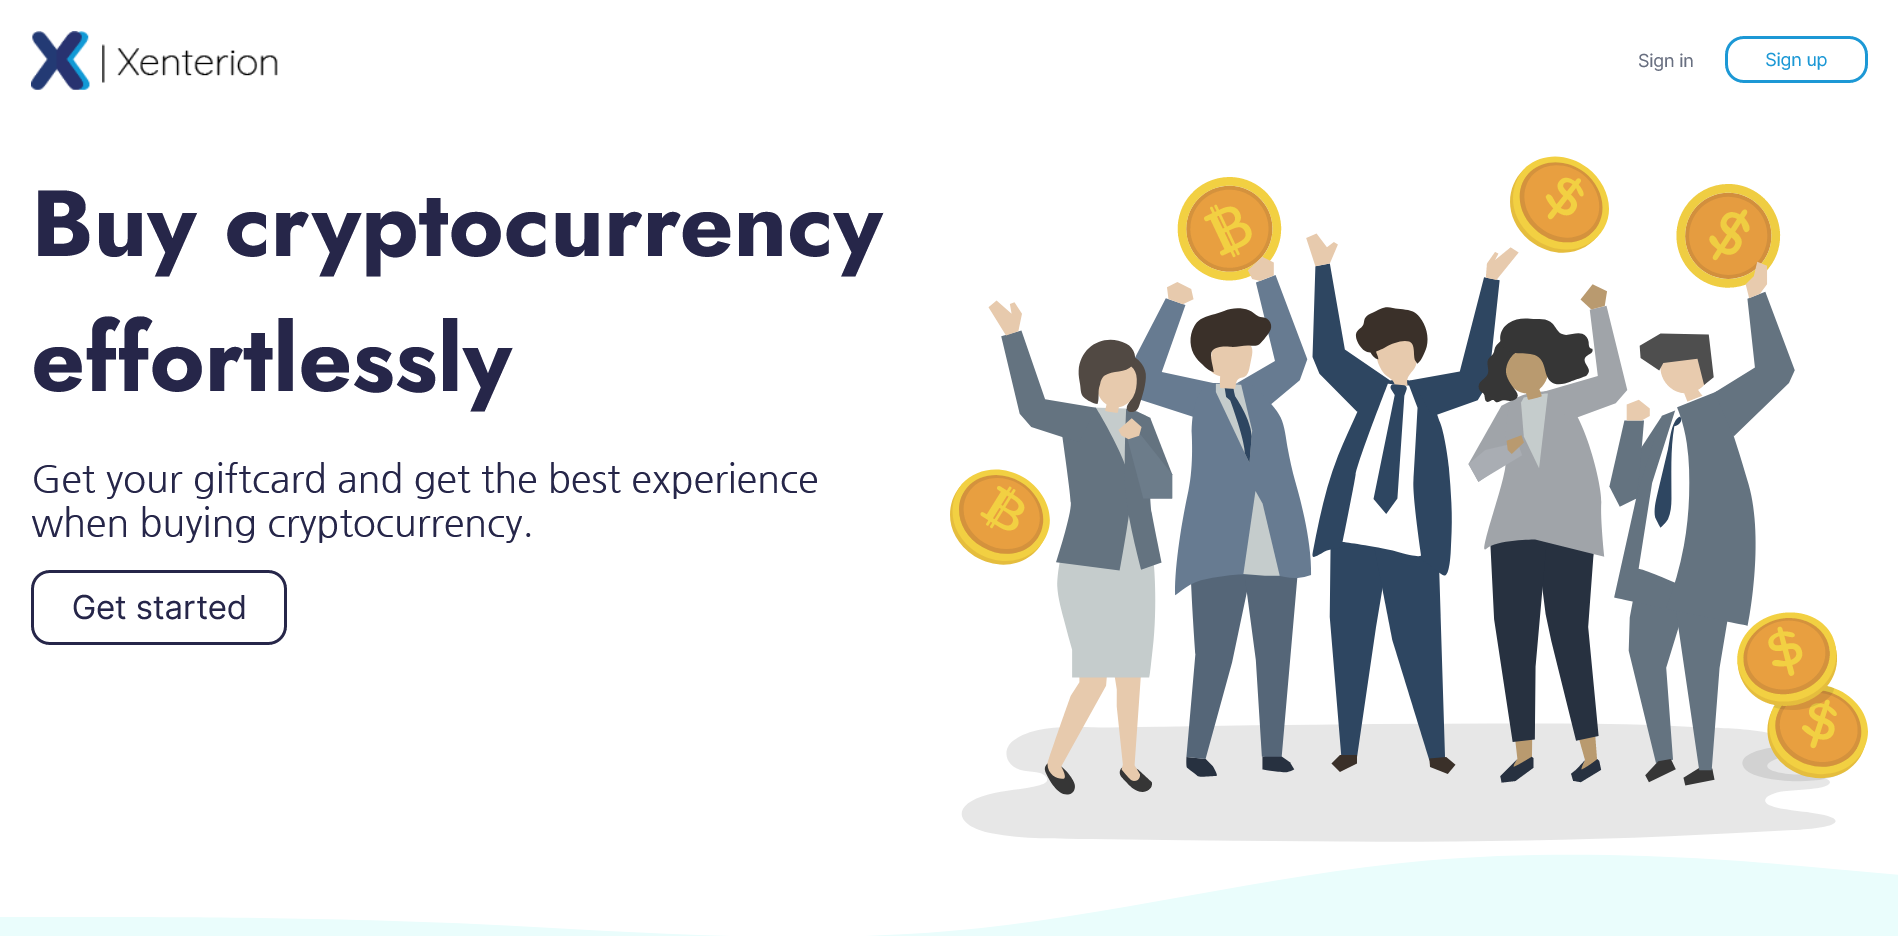 X | Xenterion
Sign in
Sign up
Buy cryptocurrency
effortlessly
Get your giftcard and get the best experience
when buying cryptocurrency.
Get started